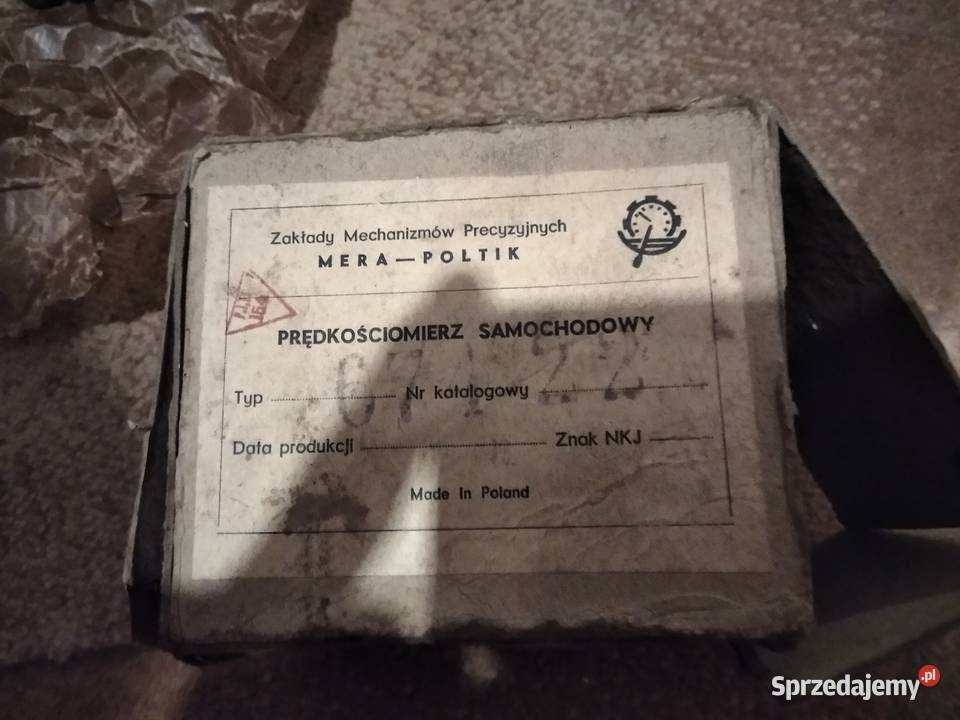 Zakłady Mechanizmów Precyzyjnych
MERA—POLTIK
154
PRĘDKOŚCIOMIERZ SAMOCHODOWY
Typ Nr katalogowy
Data produkcji Znak NKJ
Made In Poland
Sprzedajemy.pl